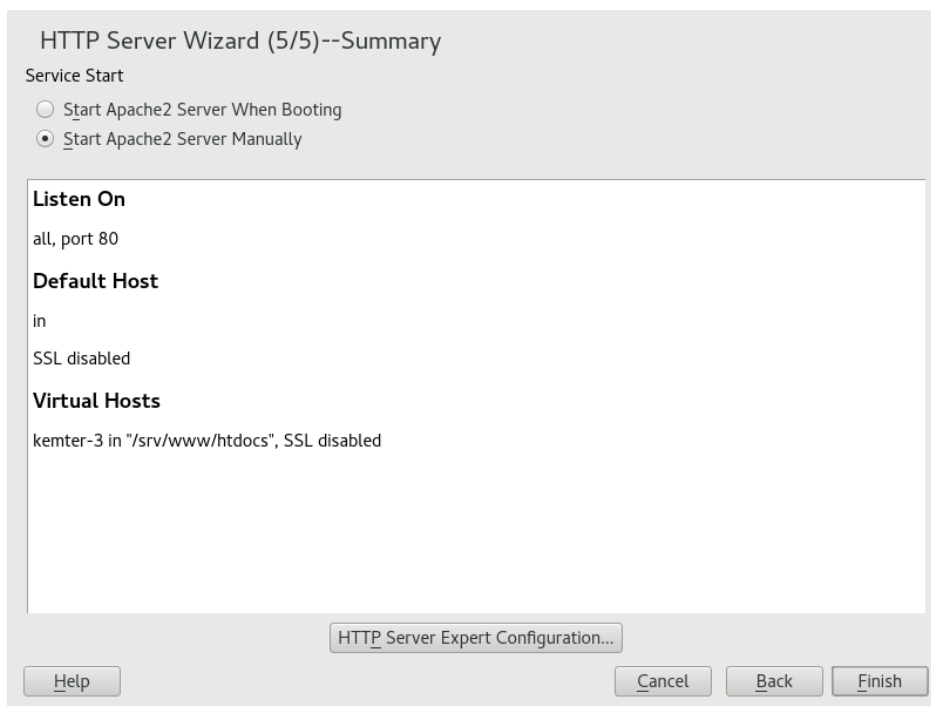 HTTP Server Wizard (5/5)--Summary
Service Start
Start Apache2 Server When Booting
Start Apache2 Server Manually
Listen On
all, port 80
Default Host
in
SSL disabled
Virtual Hosts
kemter-3 in "/srv/www/htdocs", SSL disabled
HTTP Server Expert Configuration...
Help Cancel Back Finish